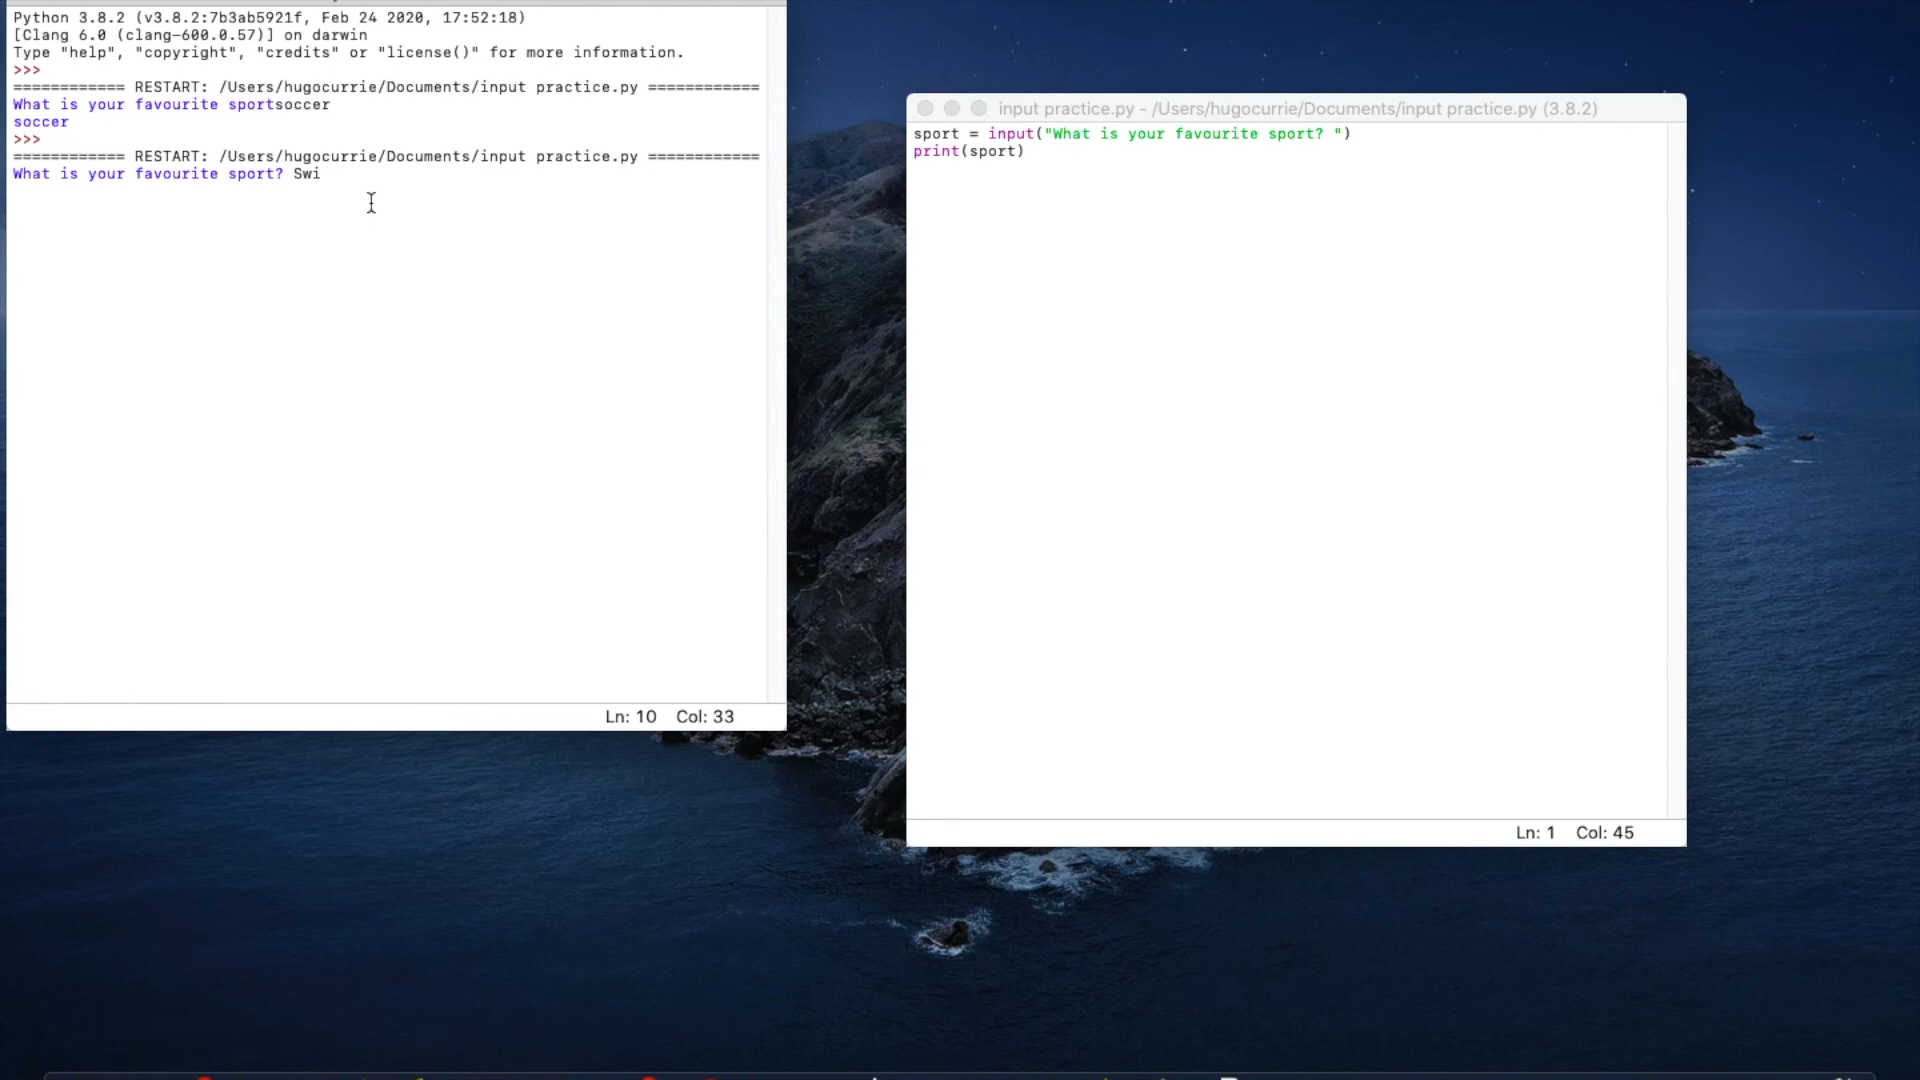 Python 3.8.2 (v3.8.2:7b3ab5921f, Feb 24 2020, 17:52:18)
[Clang 6.0 (clang-600.0.57)] on darwin
Type "help", "copyright", "credits" or "license()" for more information.
>>>
============ RESTART: /Users/hugocurrie/Documents/input practice.py ============
What is your favourite sportsoccer
soccer
>>>
============ RESTART: /Users/hugocurrie/Documents/input practice.py ============
What is your favourite sport? Swi
Ln: 10 Col: 33
input practice.py - /Users/hugocurrie/Documents/input practice.py (3.8.2)
sport = input("What is your favourite sport? ")
print(sport)
Ln: 1 Col: 45